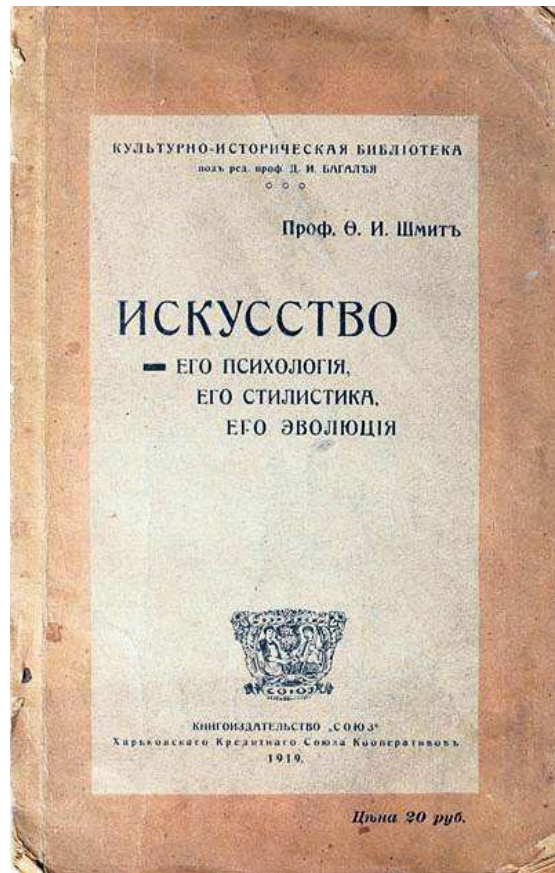 КУЛЬТУРНО-ИСТОРИЧЕСКАЯ БИБЛІОТЕКА
подъ ред. проф. Д. И. БАГАЛѢЯ
Проф. Ѳ. И. Шмитъ
ИСКУССТВО
– ЕГО ПСИХОЛОГІЯ,
ЕГО СТИЛИСТИКА,
ЕГО ЭВОЛЮЦІЯ
СОЮЗ
КНИГОИЗДАТЕЛЬСТВО „СОЮЗ“
Харьковскаго Кредитнаго Союза Кооперативовъ
1919.
Цѣна 20 руб.